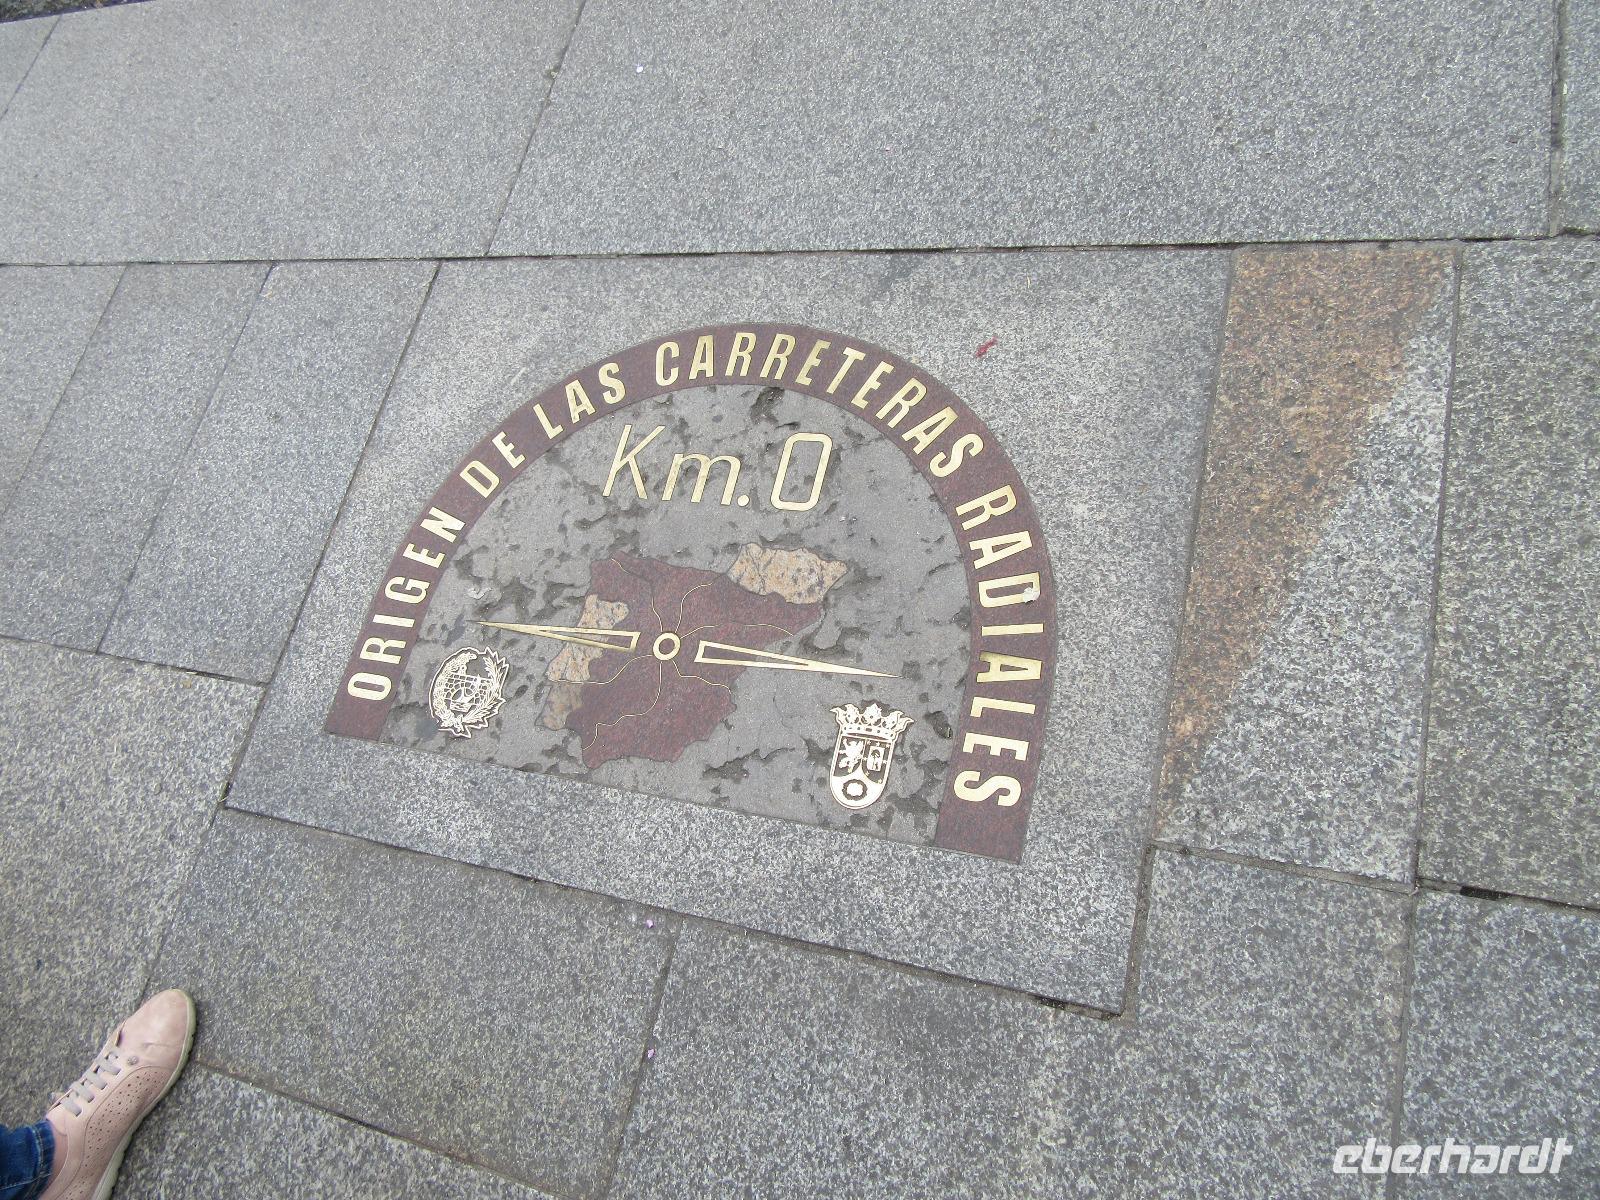 ORIGEN DE LAS CARRETERAS RADIALES
Km.0
eberhardt